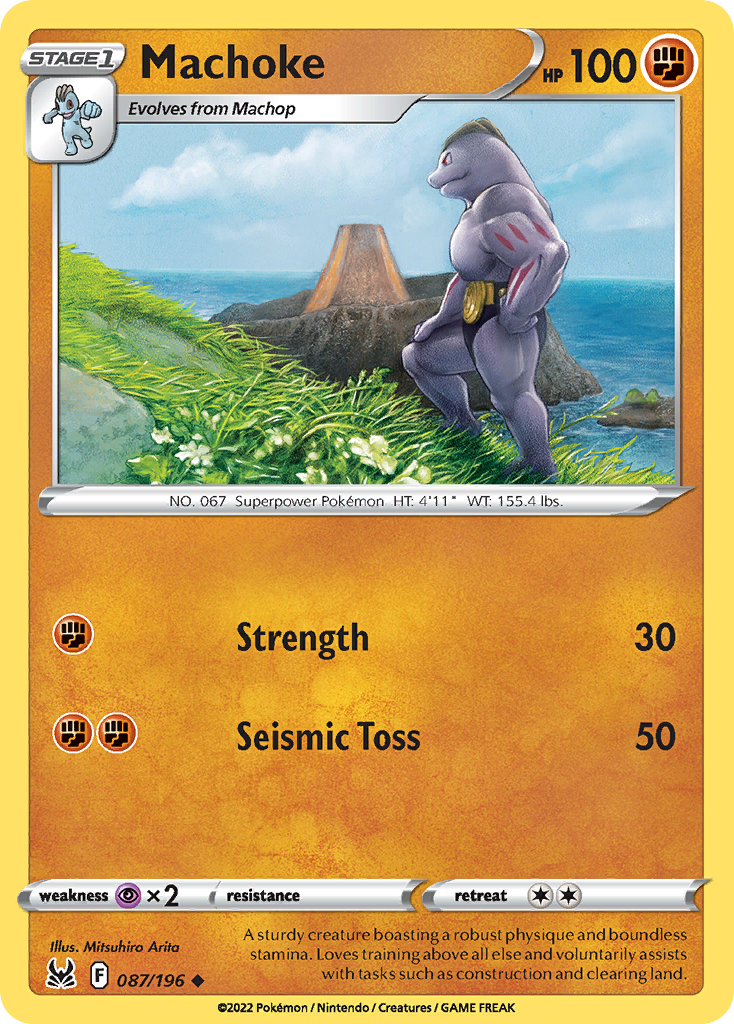 STAGE 1
Machoke
HP 100
Evolves from Machop
NO. 067 Superpower Pokémon HT: 4'11" WT: 155.4 lbs.
Strength 30
Seismic Toss 50
weakness ×2 resistance retreat
Illus. Mitsuhiro Arita
A sturdy creature boasting a robust physique and boundless
stamina. Loves training above all else and voluntarily assists
with tasks such as construction and clearing land.
F 087/196
©2022 Pokémon / Nintendo / Creatures / GAME FREAK